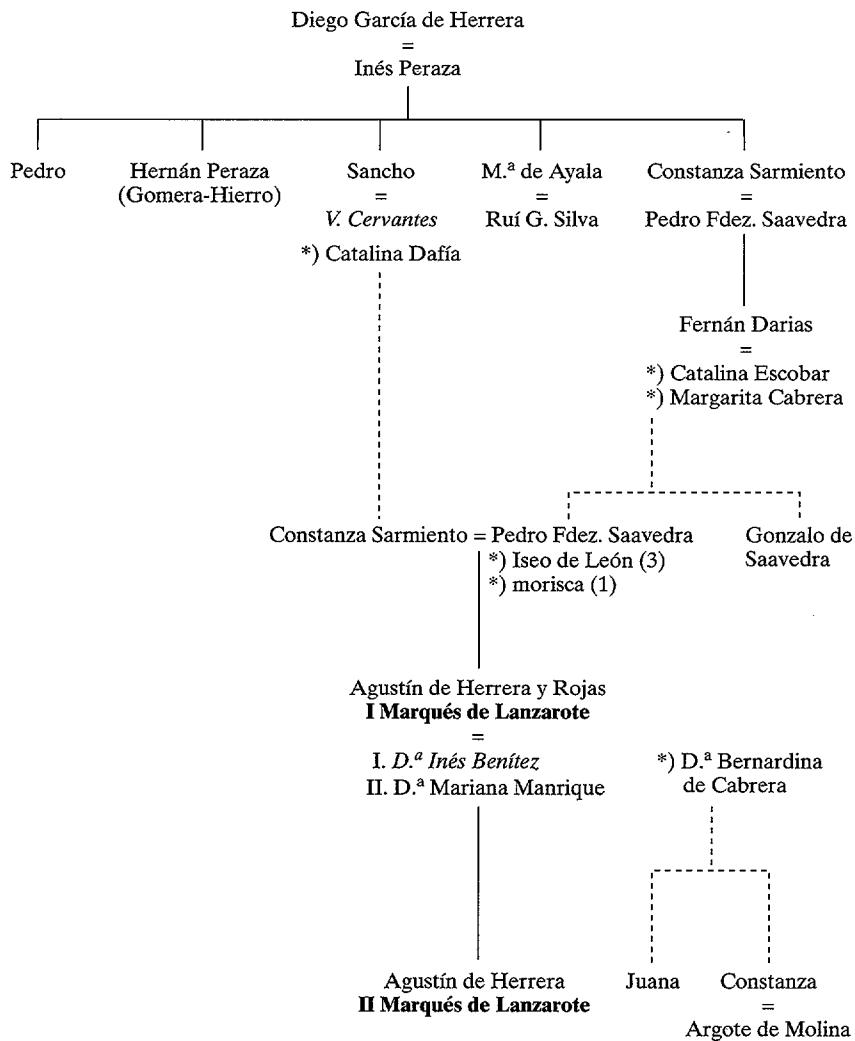 Diego García de Herrera
=
Inés Peraza
Pedro
Hernán Peraza
(Gomera-Hierro)
Sancho
=
V. Cervantes
*) Catalina Dafía
M.ª de Ayala
=
Ruí G. Silva
Constanza Sarmiento
=
Pedro Fdez. Saavedra
Fernán Darias
=
*) Catalina Escobar
*) Margarita Cabrera
Constanza Sarmiento = Pedro Fdez. Saavedra
*) Iseo de León (3)
*) morisca (1)
Gonzalo de
Saavedra
Agustín de Herrera y Rojas
I Marqués de Lanzarote
=
I. D.ª Inés Benítez
II. D.ª Mariana Manrique
*) D.ª Bernardina
de Cabrera
Agustín de Herrera
II Marqués de Lanzarote
Juana
Constanza
=
Argote de Molina